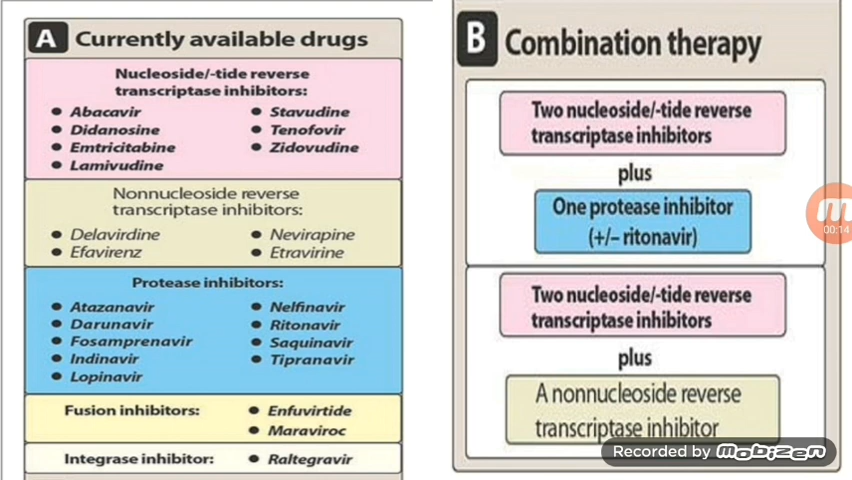 A Currently available drugs
Nucleoside/-tide reverse
transcriptase inhibitors:
Abacavir
Didanosine
Emtricitabine
Lamivudine
Stavudine
Tenofovir
Zidovudine
Nonnucleoside reverse
transcriptase inhibitors:
Delavirdine
Efavirenz
Nevirapine
Etravirine
Protease inhibitors:
Atazanavir
Darunavir
Fosamprenavir
Indinavir
Lopinavir
Nelfinavir
Ritonavir
Saquinavir
Tipranavir
Fusion inhibitors:
Enfuvirtide
Maraviroc
Integrase inhibitor:
Raltegravir
B Combination therapy
Two nucleoside/-tide reverse
transcriptase inhibitors
plus
One protease inhibitor
(+/– ritonavir)
Two nucleoside/-tide reverse
transcriptase inhibitors
plus
A nonnucleoside reverse
transcriptase inhibitor
00:14
Recorded by Mobizen